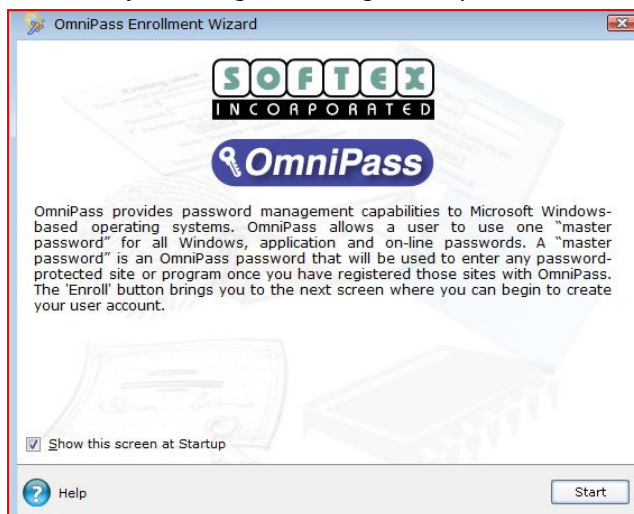 OmniPass Enrollment Wizard
SOFTEX
INCORPORATED
OmniPass
OmniPass provides password management capabilities to Microsoft Windows-
based operating systems. OmniPass allows a user to use one “master
password” for all Windows, application and on-line passwords. A “master
password” is an OmniPass password that will be used to enter any password-
protected site or program once you have registered those sites with OmniPass.
The 'Enroll' button brings you to the next screen where you can begin to create
your user account.
Show this screen at Startup
Help
Start